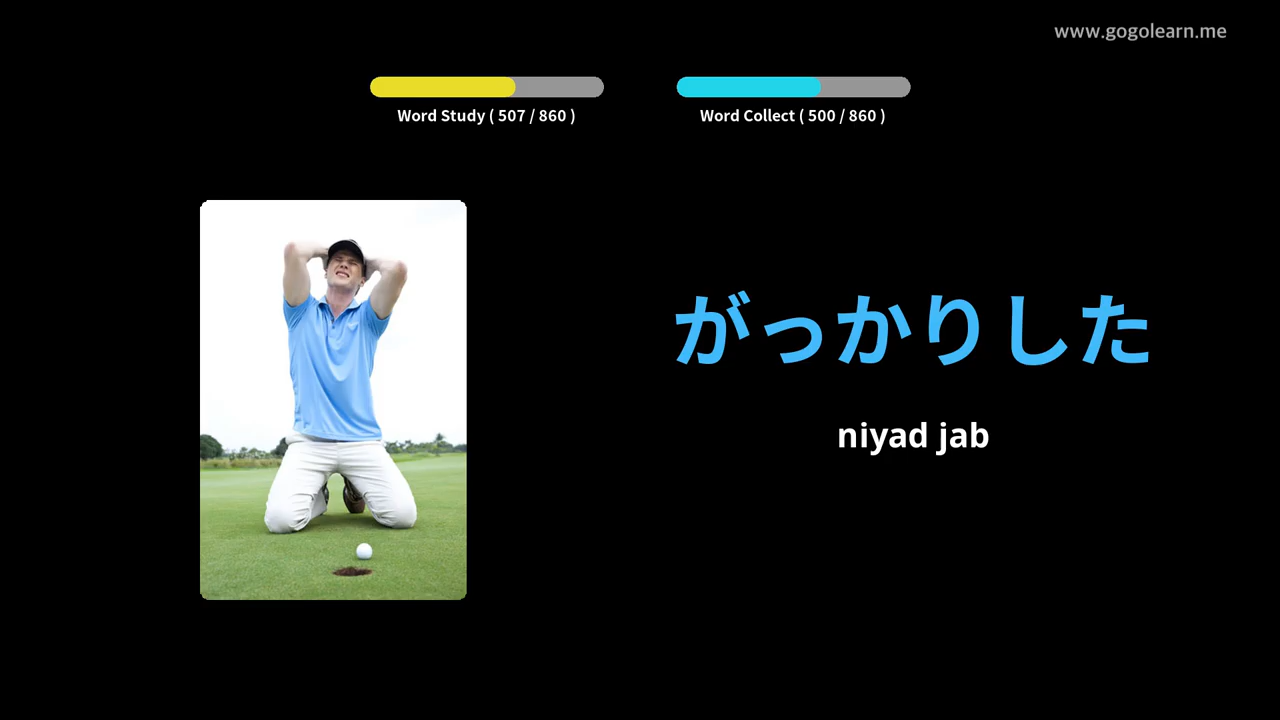 www.gogolearn.me
Word Study ( 507 / 860 )
Word Collect ( 500 / 860 )
がっかりした
niyad jab